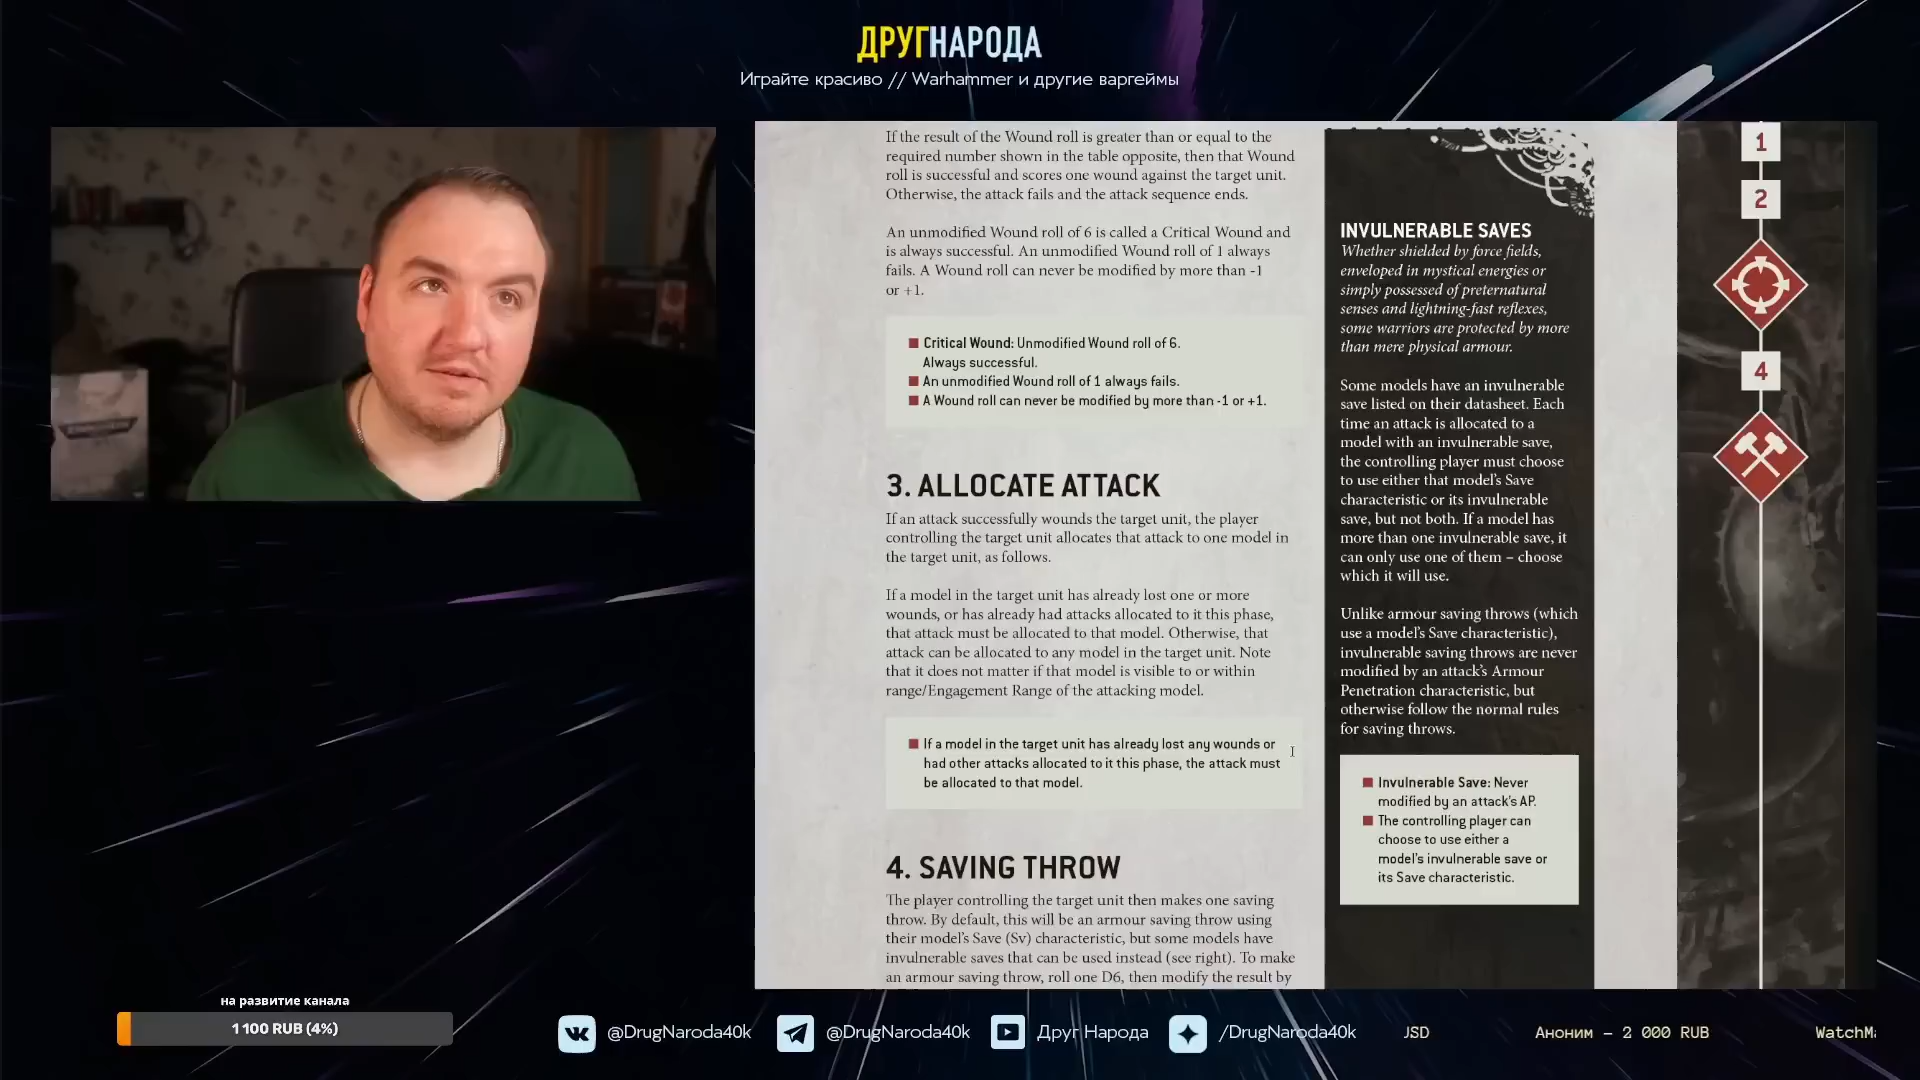 ДРУГНАРОДА
Играйте красиво // Warhammer и другие варгеймы
If the result of the Wound roll is greater than or equal to the
required number shown in the table opposite, then that Wound
roll is successful and scores one wound against the target unit.
Otherwise, the attack fails and the attack sequence ends.
An unmodified Wound roll of 6 is called a Critical Wound and
is always successful. An unmodified Wound roll of 1 always
fails. A Wound roll can never be modified by more than -1
or +1.
Critical Wound: Unmodified Wound roll of 6.
Always successful.
An unmodified Wound roll of 1 always fails.
A Wound roll can never be modified by more than -1 or +1.
3. ALLOCATE ATTACK
If an attack successfully wounds the target unit, the player
controlling the target unit allocates that attack to one model in
the target unit, as follows.
If a model in the target unit has already lost one or more
wounds, or has already had attacks allocated to it this phase,
that attack must be allocated to that model. Otherwise, that
attack can be allocated to any model in the target unit. Note
that it does not matter if that model is visible to or within
range/Engagement Range of the attacking model.
If a model in the target unit has already lost any wounds or
had other attacks allocated to it this phase, the attack must
be allocated to that model.
4. SAVING THROW
The player controlling the target unit then makes one saving
throw. By default, this will be an armour saving throw using
their model's Save (Sv) characteristic, but some models have
invulnerable saves that can be used instead (see right). To make
an armour saving throw, roll one D6, then modify the result by
INVULNERABLE SAVES
Whether shielded by force fields,
enveloped in mystical energies or
simply possessed of preternatural
senses and lightning-fast reflexes,
some warriors are protected by more
than mere physical armour.
Some models have an invulnerable
save listed on their datasheet. Each
time an attack is allocated to a
model with an invulnerable save,
the controlling player must choose
to use either that model's Save
characteristic or its invulnerable
save, but not both. If a model has
more than one invulnerable save, it
can only use one of them – choose
which it will use.
Unlike armour saving throws (which
use a model's Save characteristic),
invulnerable saving throws are never
modified by an attack's Armour
Penetration characteristic, but
otherwise follow the normal rules
for saving throws.
Invulnerable Save: Never
modified by an attack's AP.
The controlling player can
choose to use either a
model's invulnerable save or
its Save characteristic.
1
2
4
на развитие канала
1 100 RUB (4%)
@DrugNaroda40k @DrugNaroda40k Друг Народа /DrugNaroda40k JSD Аноним – 2 000 RUB WatchMa